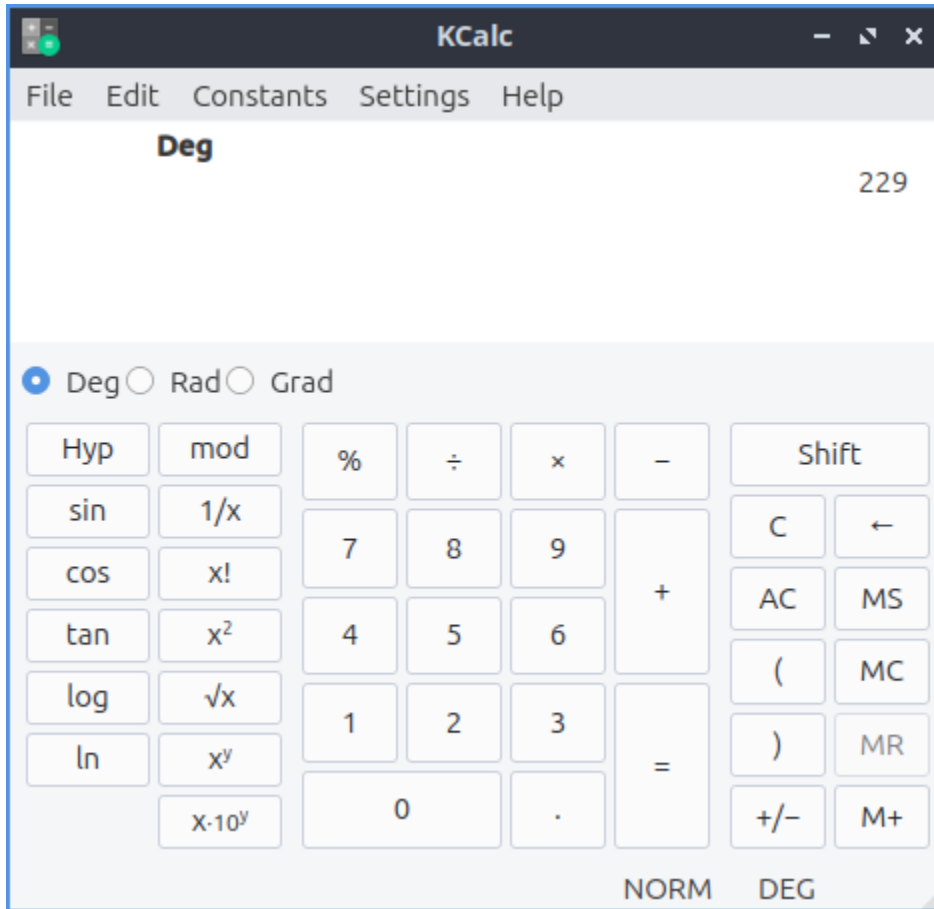 KCalc
File Edit Constants Settings Help
Deg
229
Deg Rad Grad
Hyp mod % ÷ × − Shift
sin 1/x 7 8 9 + C ←
cos x! AC MS
tan x² 4 5 6 ( MC
log √x 1 2 3 = ) MR
ln xʸ
x·10ʸ 0 . +/− M+
NORM DEG